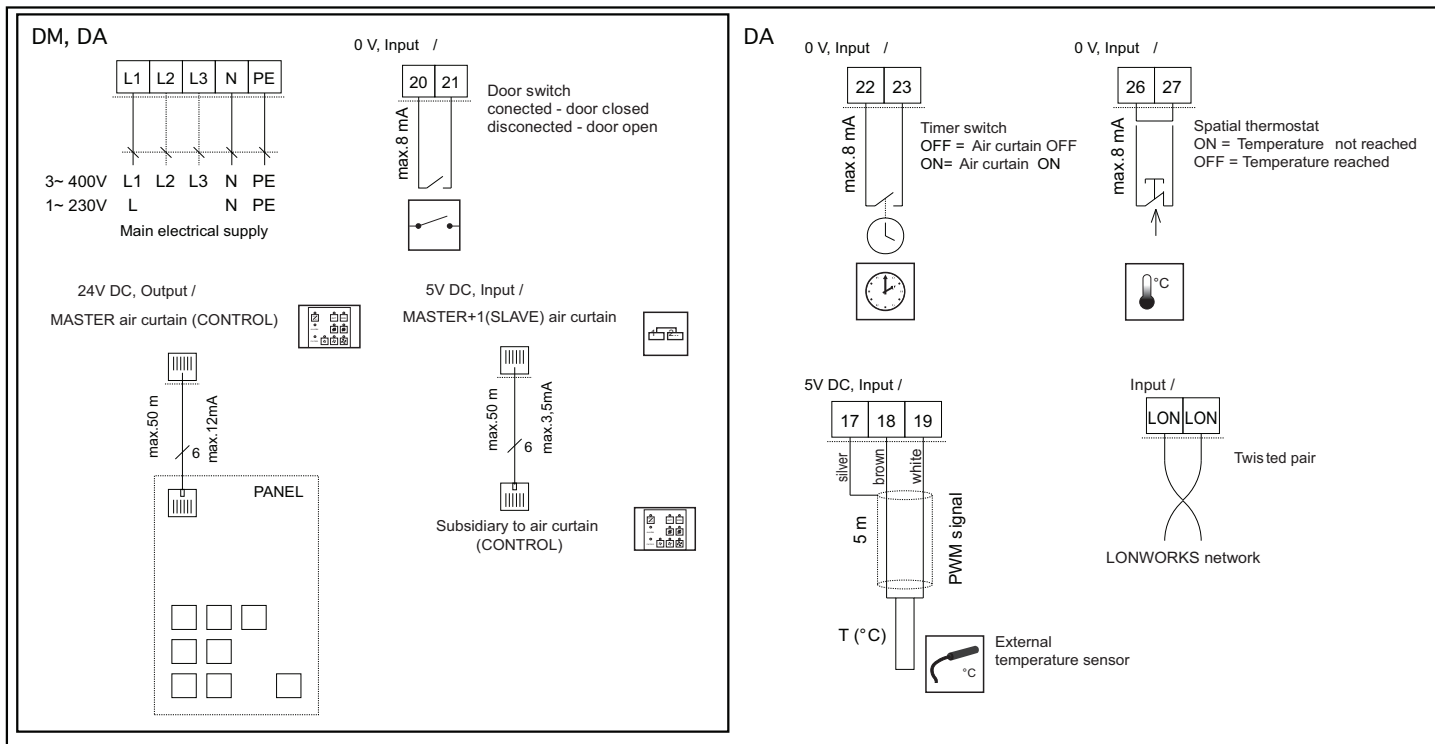 DM, DA
L1 L2 L3 N PE
3~ 400V L1 L2 L3 N PE
1~ 230V L N PE
Main electrical supply
0 V, Input /
20 21
max.8 mA
Door switch
conected - door closed
disconected - door open
24V DC, Output /
MASTER air curtain (CONTROL)
max.50 m
max.12mA
6
PANEL
5V DC, Input /
MASTER+1(SLAVE) air curtain
1 2...
max.50 m
max.3,5mA
6
Subsidiary to air curtain
(CONTROL)
DA
0 V, Input /
22 23
max.8 mA
Timer switch
OFF = Air curtain OFF
ON= Air curtain ON
0 V, Input /
26 27
max.8 mA
Spatial thermostat
ON = Temperature not reached
OFF = Temperature reached
°C
5V DC, Input /
17 18 19
silver
brown
white
5 m
PWM signal
T (°C)
°C
External
temperature sensor
Input /
LON LON
Twisted pair
LONWORKS network